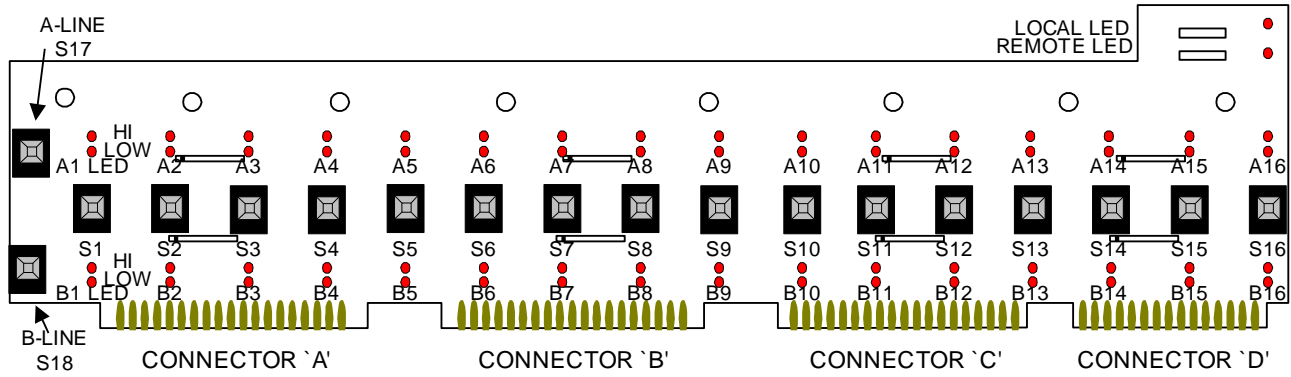 A-LINE
S17
LOCAL LED
REMOTE LED
HI
LOW
A1 LED A2 A3 A4 A5 A6 A7 A8 A9 A10 A11 A12 A13 A14 A15 A16
S1 S2 S3 S4 S5 S6 S7 S8 S9 S10 S11 S12 S13 S14 S15 S16
HI
LOW
B1 LED B2 B3 B4 B5 B6 B7 B8 B9 B10 B11 B12 B13 B14 B15 B16
B-LINE
S18
CONNECTOR `A' CONNECTOR `B' CONNECTOR `C' CONNECTOR `D'